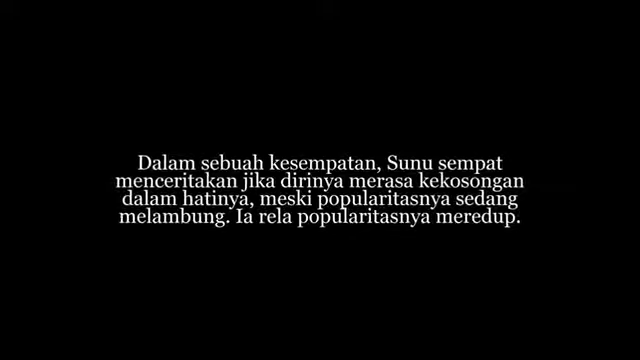 Dalam sebuah kesempatan, Sunu sempat
menceritakan jika dirinya merasa kekosongan
dalam hatinya, meski popularitasnya sedang
melambung. Ia rela popularitasnya meredup.